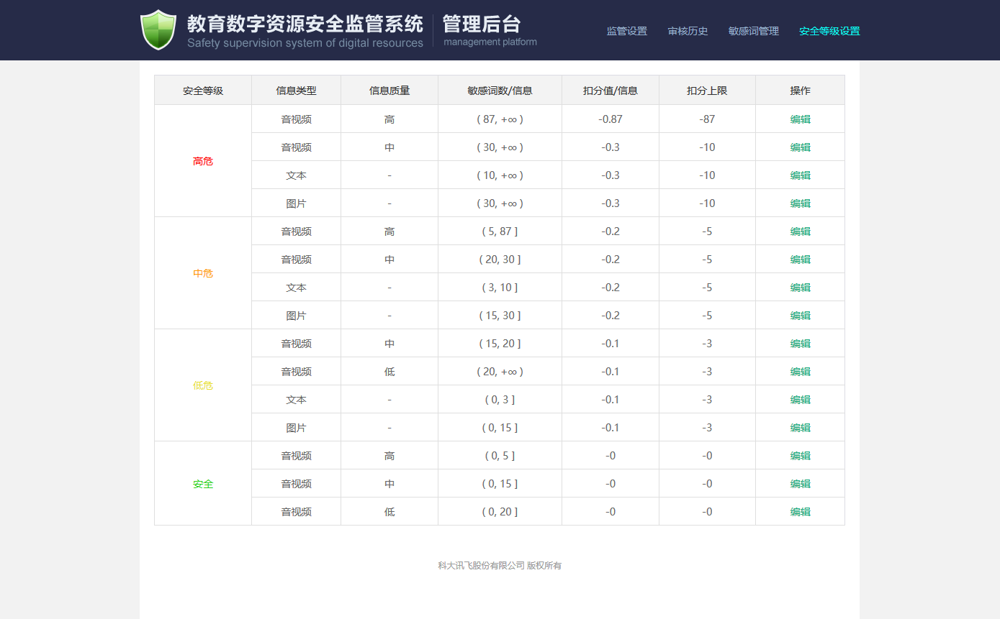 教育数字资源安全监管系统 管理后台
Safety supervision system of digital resources management platform
监管设置 审核历史 敏感词管理 安全等级设置
安全等级 信息类型 信息质量 敏感词数/信息 扣分值/信息 扣分上限 操作
高危
音视频 高 ( 87, +∞ ) -0.87 -87 编辑
音视频 中 ( 30, +∞ ) -0.3 -10 编辑
文本 - ( 10, +∞ ) -0.3 -10 编辑
图片 - ( 30, +∞ ) -0.3 -10 编辑
中危
音视频 高 ( 5, 87 ] -0.2 -5 编辑
音视频 中 ( 20, 30 ] -0.2 -5 编辑
文本 - ( 3, 10 ] -0.2 -5 编辑
图片 - ( 15, 30 ] -0.2 -5 编辑
低危
音视频 中 ( 15, 20 ] -0.1 -3 编辑
音视频 低 ( 20, +∞ ) -0.1 -3 编辑
文本 - ( 0, 3 ] -0.1 -3 编辑
图片 - ( 0, 15 ] -0.1 -3 编辑
安全
音视频 高 ( 0, 5 ] -0 -0 编辑
音视频 中 ( 0, 15 ] -0 -0 编辑
音视频 低 ( 0, 20 ] -0 -0 编辑
科大讯飞股份有限公司 版权所有